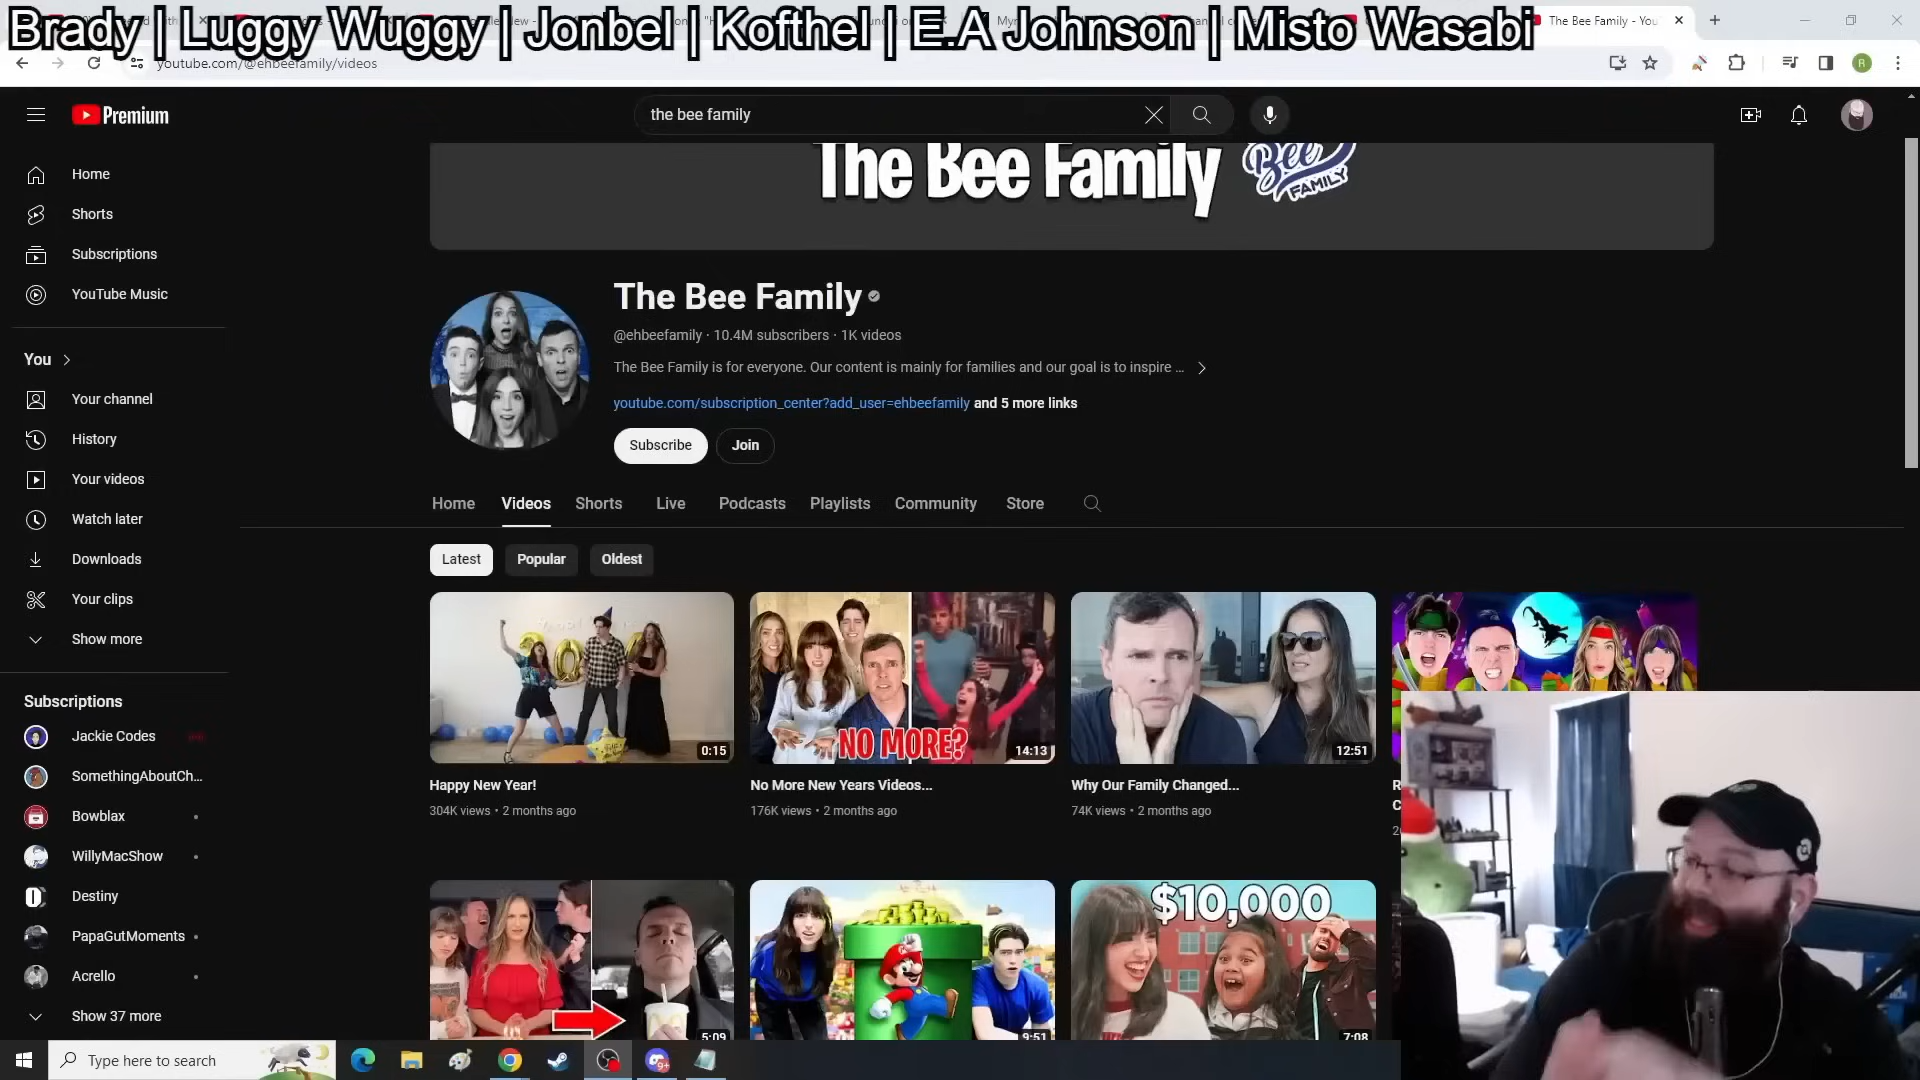 Brady | Luggy Wuggy | Jonbel | Kofthel | E.A Johnson | Misto Wasabi
The Bee Family - You
youtube.com/@ehbeefamily/videos
R
Premium
the bee family
The Bee Family
Bee
FAMILY
Home
Shorts
Subscriptions
YouTube Music
You
Your channel
History
Your videos
Watch later
Downloads
Your clips
Show more
Subscriptions
Jackie Codes
SomethingAboutCh...
Bowblax
WillyMacShow
Destiny
PapaGutMoments
Acrello
Show 37 more
The Bee Family
@ehbeefamily · 10.4M subscribers · 1K videos
The Bee Family is for everyone. Our content is mainly for families and our goal is to inspire ...
youtube.com/subscription_center?add_user=ehbeefamily and 5 more links
Subscribe
Join
Home Videos Shorts Live Podcasts Playlists Community Store
Latest Popular Oldest
0:15
NO MORE?
14:13
12:51
Happy New Year!
304K views • 2 months ago
No More New Years Videos...
176K views • 2 months ago
Why Our Family Changed...
74K views • 2 months ago
5:09
9:51
$10,000
7:08
Type here to search
9+